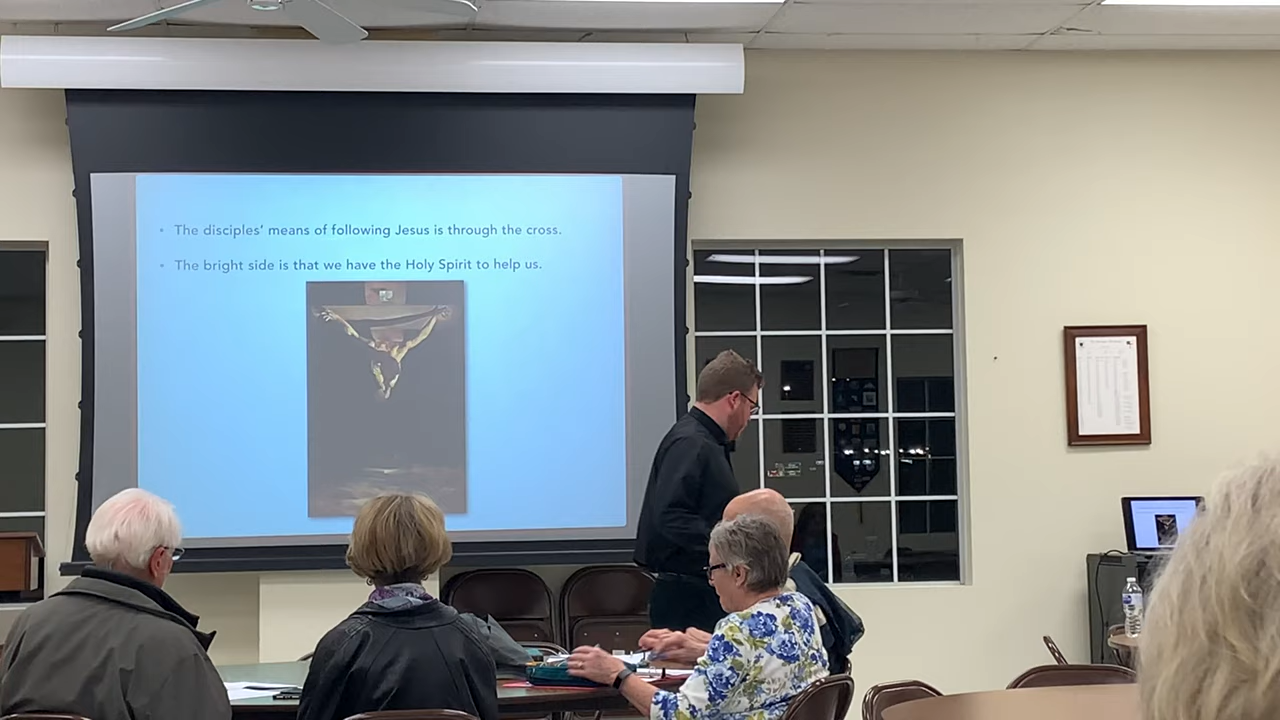 • The disciples' means of following Jesus is through the cross.
• The bright side is that we have the Holy Spirit to help us.